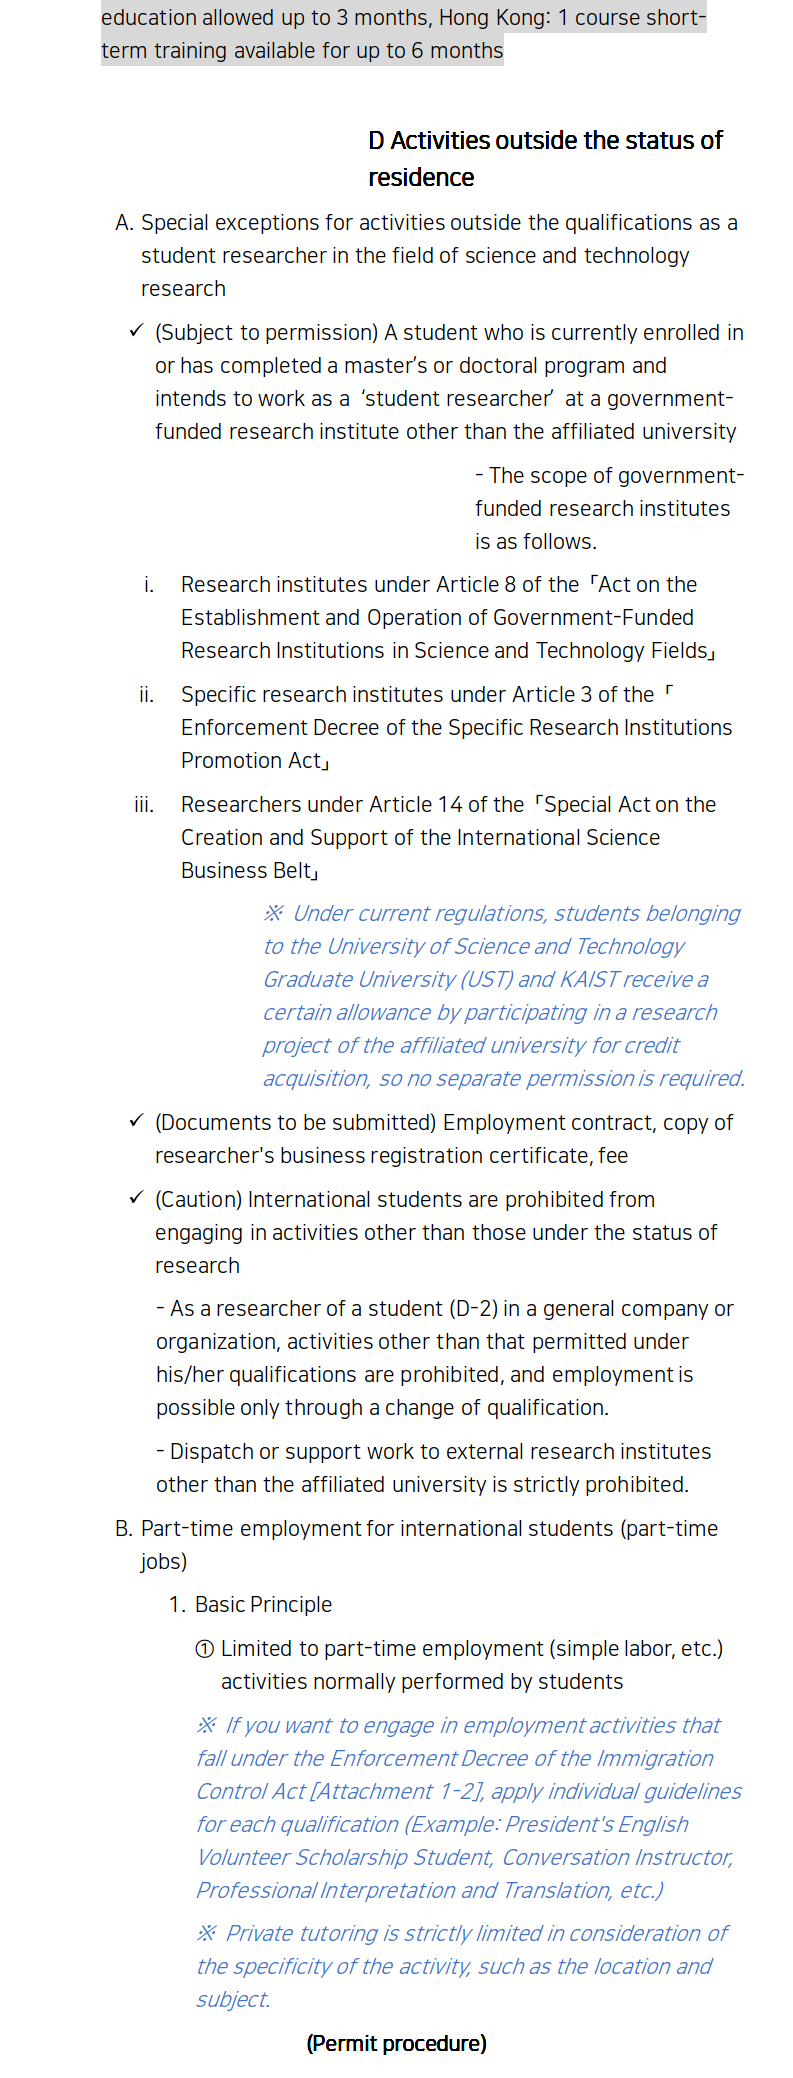 education allowed up to 3 months, Hong Kong: 1 course short-
term training available for up to 6 months
D Activities outside the status of
residence
A. Special exceptions for activities outside the qualifications as a
student researcher in the field of science and technology
research
✓ (Subject to permission) A student who is currently enrolled in
or has completed a master's or doctoral program and
intends to work as a ‘student researcher’ at a government-
funded research institute other than the affiliated university
- The scope of government-
funded research institutes
is as follows.
i. Research institutes under Article 8 of the「Act on the
Establishment and Operation of Government-Funded
Research Institutions in Science and Technology Fields」
ii. Specific research institutes under Article 3 of the「
Enforcement Decree of the Specific Research Institutions
Promotion Act」
iii. Researchers under Article 14 of the「Special Act on the
Creation and Support of the International Science
Business Belt」
※ Under current regulations, students belonging
to the University of Science and Technology
Graduate University (UST) and KAIST receive a
certain allowance by participating in a research
project of the affiliated university for credit
acquisition, so no separate permission is required.
✓ (Documents to be submitted) Employment contract, copy of
researcher's business registration certificate, fee
✓ (Caution) International students are prohibited from
engaging in activities other than those under the status of
research
- As a researcher of a student (D-2) in a general company or
organization, activities other than that permitted under
his/her qualifications are prohibited, and employment is
possible only through a change of qualification.
- Dispatch or support work to external research institutes
other than the affiliated university is strictly prohibited.
B. Part-time employment for international students (part-time
jobs)
1. Basic Principle
① Limited to part-time employment (simple labor, etc.)
activities normally performed by students
※ If you want to engage in employment activities that
fall under the Enforcement Decree of the Immigration
Control Act [Attachment 1-2], apply individual guidelines
for each qualification (Example: President's English
Volunteer Scholarship Student, Conversation Instructor,
Professional Interpretation and Translation, etc.)
※ Private tutoring is strictly limited in consideration of
the specificity of the activity, such as the location and
subject.
(Permit procedure)